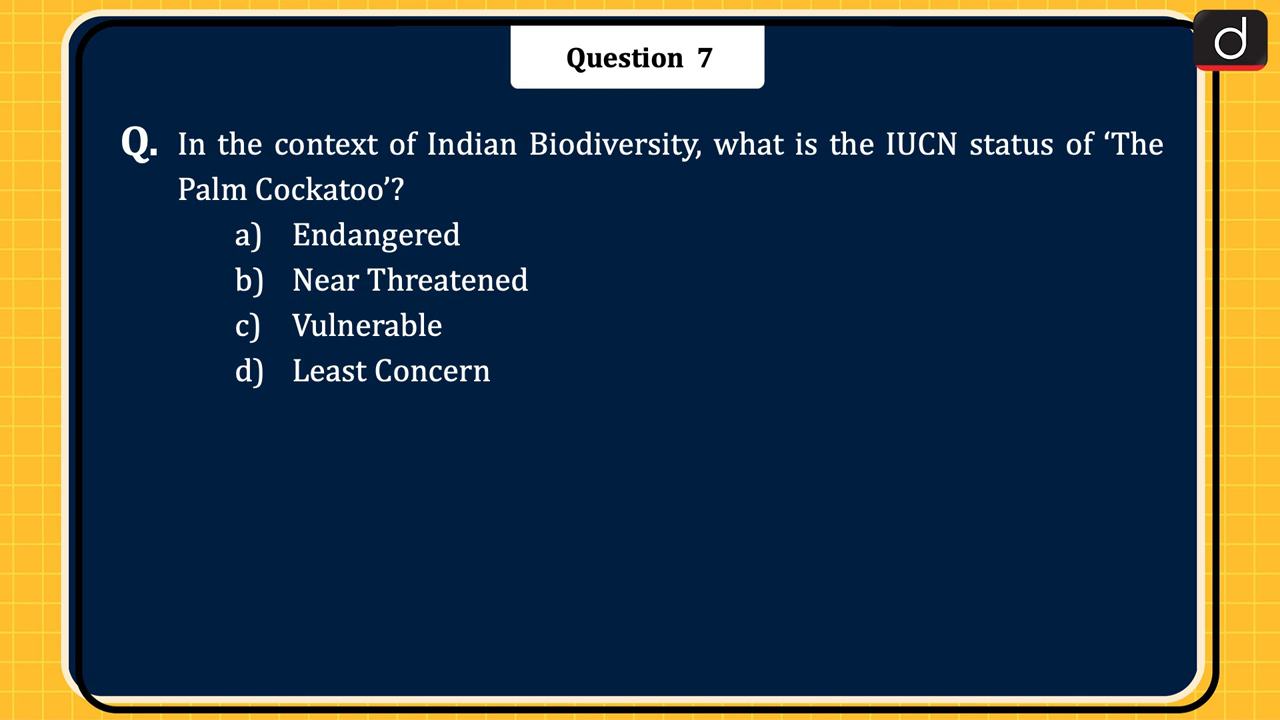 Question 7
d
Q. In the context of Indian Biodiversity, what is the IUCN status of ‘The
Palm Cockatoo’?
a) Endangered
b) Near Threatened
c) Vulnerable
d) Least Concern